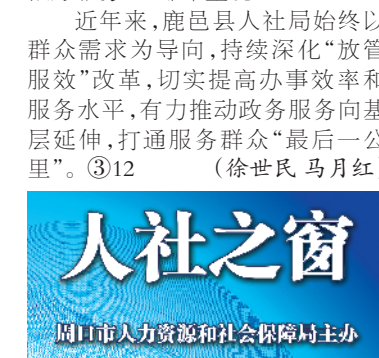 近年来,鹿邑县人社局始终以
群众需求为导向,持续深化“放管
服效”改革,切实提高办事效率和
服务水平,有力推动政务服务向基
层延伸,打通服务群众“最后一公
里”。③12 (徐世民 马月红
人社之窗
周口市人力资源和社会保障局主办